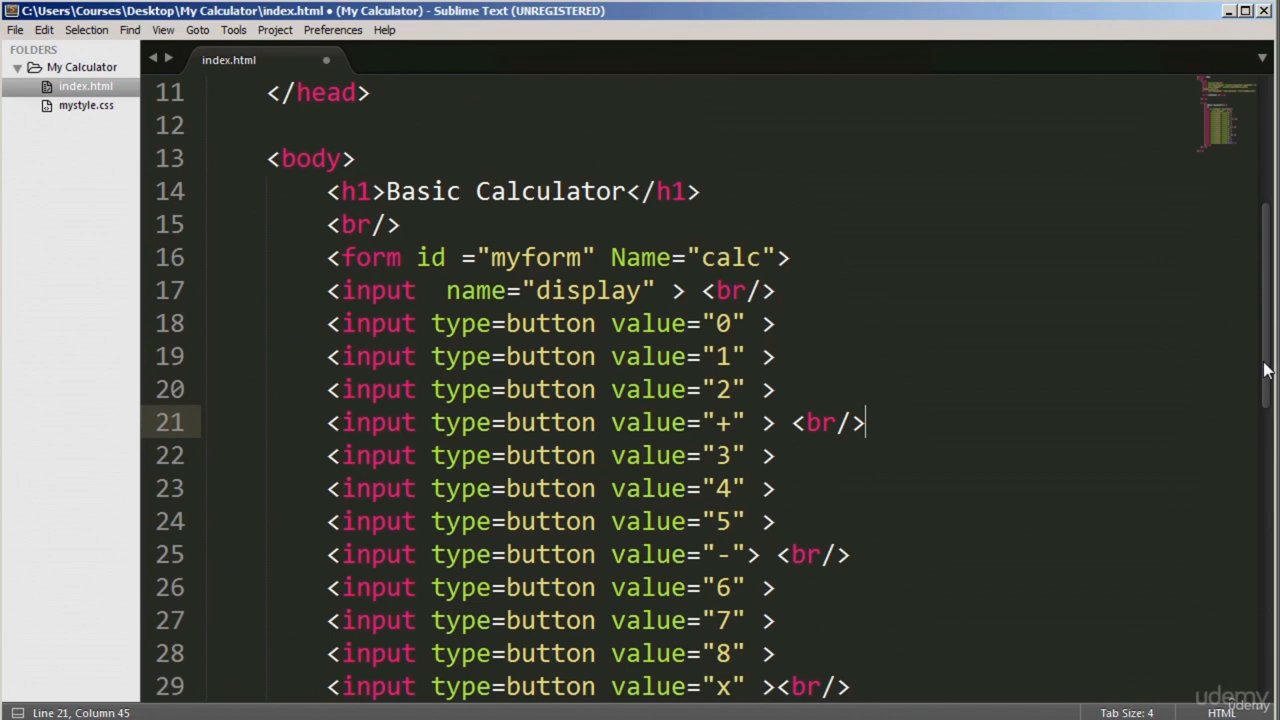 C:\Users\Courses\Desktop\My Calculator\index.html • (My Calculator) - Sublime Text (UNREGISTERED)
File Edit Selection Find View Goto Tools Project Preferences Help
FOLDERS
My Calculator
index.html
mystyle.css
index.html
11 </head>
12
13 <body>
14 <h1>Basic Calculator</h1>
15 <br/>
16 <form id ="myform" Name="calc">
17 <input  name="display" > <br/>
18 <input type=button value="0" >
19 <input type=button value="1" >
20 <input type=button value="2" >
21 <input type=button value="+" > <br/>
22 <input type=button value="3" >
23 <input type=button value="4" >
24 <input type=button value="5" >
25 <input type=button value="-"> <br/>
26 <input type=button value="6" >
27 <input type=button value="7" >
28 <input type=button value="8" >
29 <input type=button value="x" ><br/>
udemy
udemy
Line 21, Column 45
Tab Size: 4
HTML